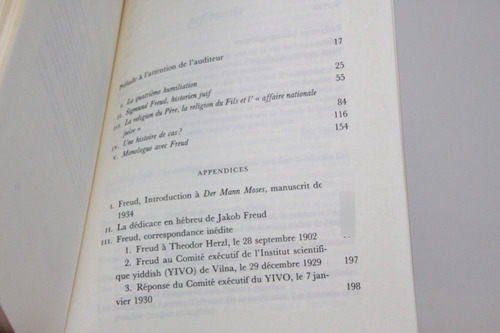 Prélude à l'attention de l'auditeur 17
I. La quatrième humiliation 25
II. Sigmund Freud, historien juif 55
III. La religion du Père, la religion du Fils et l' « affaire nationale
juive » 84
IV. Une histoire de cas ? 116
V. Monologue avec Freud 154
APPENDICES
I. Freud, Introduction à Der Mann Moses, manuscrit de
1934
II. La dédicace en hébreu de Jakob Freud
III. Freud, correspondance inédite
1. Freud à Theodor Herzl, le 28 septembre 1902
2. Freud au Comité exécutif de l'Institut scientifi-
que yiddish (YIVO) de Vilna, le 29 décembre 1929 197
3. Réponse du Comité exécutif du YIVO, le 7 jan-
vier 1930 198